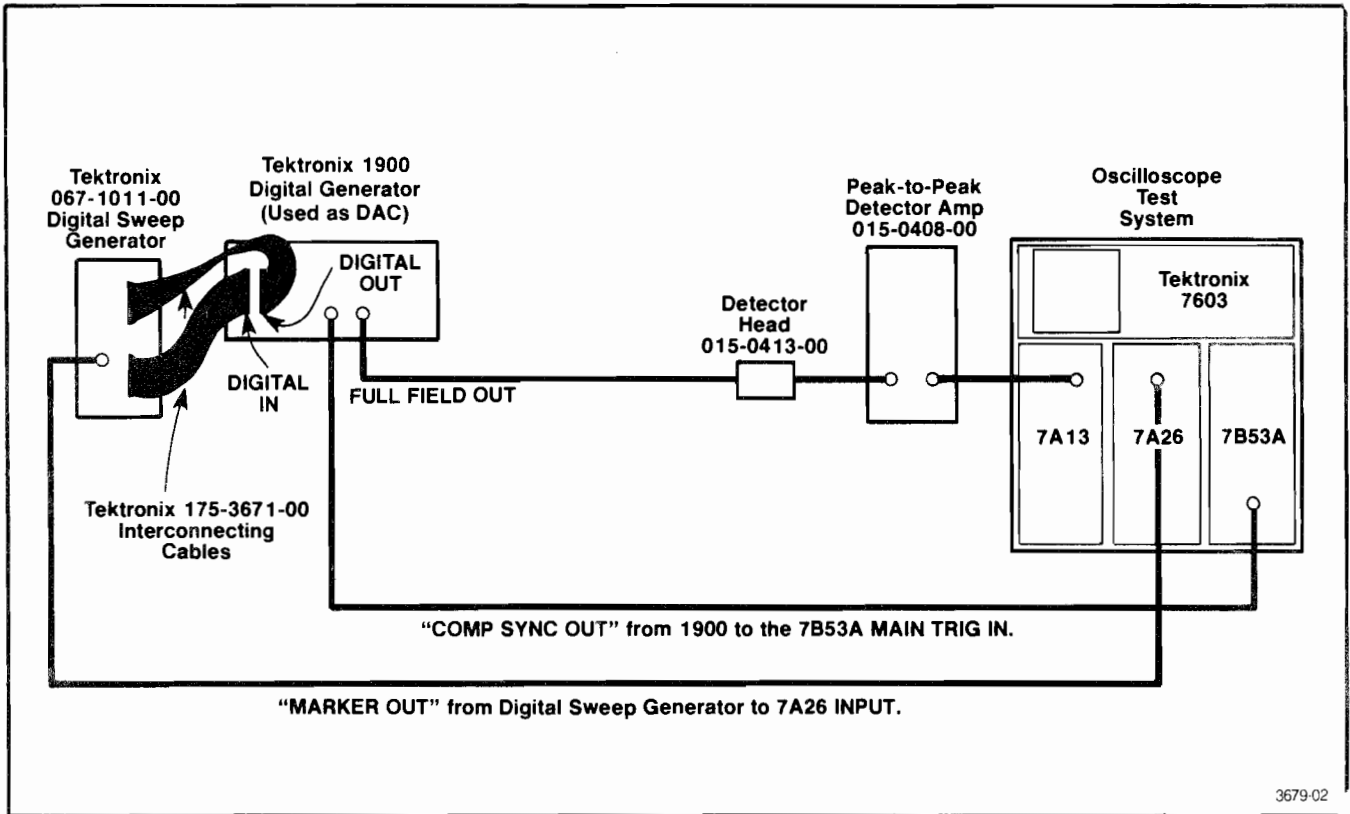 Tektronix
067-1011-00
Digital Sweep
Generator
Tektronix 1900
Digital Generator
(Used as DAC)
DIGITAL
OUT
DIGITAL
IN
FULL FIELD OUT
Tektronix 175-3671-00
Interconnecting
Cables
Detector
Head
015-0413-00
Peak-to-Peak
Detector Amp
015-0408-00
Oscilloscope
Test
System
Tektronix
7603
7A13
7A26
7B53A
“COMP SYNC OUT” from 1900 to the 7B53A MAIN TRIG IN.
“MARKER OUT” from Digital Sweep Generator to 7A26 INPUT.
3679-02